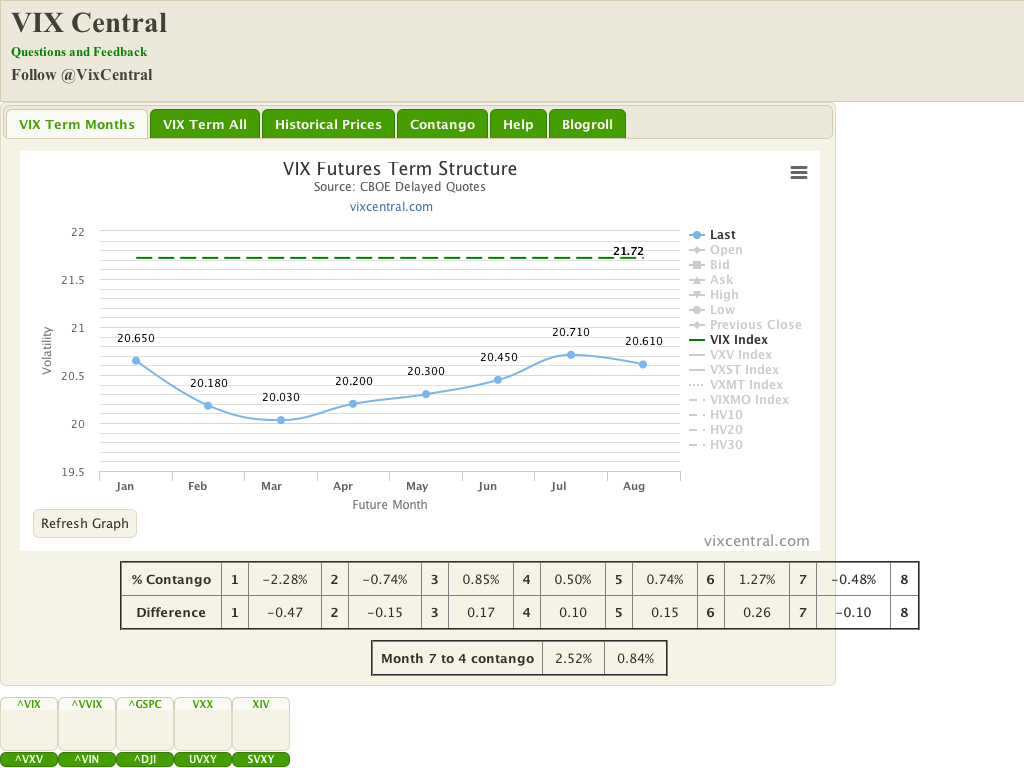 VIX Central
Questions and Feedback
Follow @VixCentral
VIX Term Months VIX Term All Historical Prices Contango Help Blogroll
VIX Futures Term Structure
Source: CBOE Delayed Quotes
vixcentral.com
Volatility
22
21.5
21
20.5
20
19.5
21.72
20.650
20.180
20.030
20.200
20.300
20.450
20.710
20.610
Jan Feb Mar Apr May Jun Jul Aug
Future Month
Last
Open
Bid
Ask
High
Low
Previous Close
VIX Index
VXV Index
VXST Index
VXMT Index
VIXMO Index
HV10
HV20
HV30
Refresh Graph
vixcentral.com
% Contango 1 −2.28% 2 −0.74% 3 0.85% 4 0.50% 5 0.74% 6 1.27% 7 −0.48% 8
Difference 1 −0.47 2 −0.15 3 0.17 4 0.10 5 0.15 6 0.26 7 −0.10 8
Month 7 to 4 contango 2.52% 0.84%
^VIX ^VVIX ^GSPC VXX XIV
^VXV ^VIN ^DJI UVXY SVXY